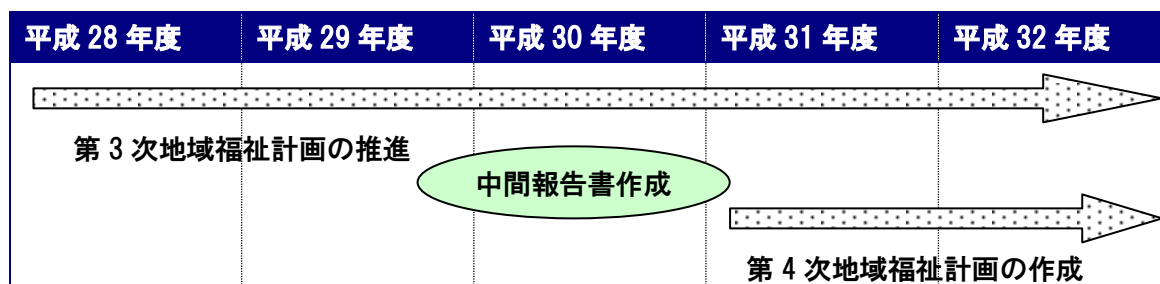 平成 28 年度 平成 29 年度 平成 30 年度 平成 31 年度 平成 32 年度
第 3 次地域福祉計画の推進
中間報告書作成
第 4 次地域福祉計画の作成